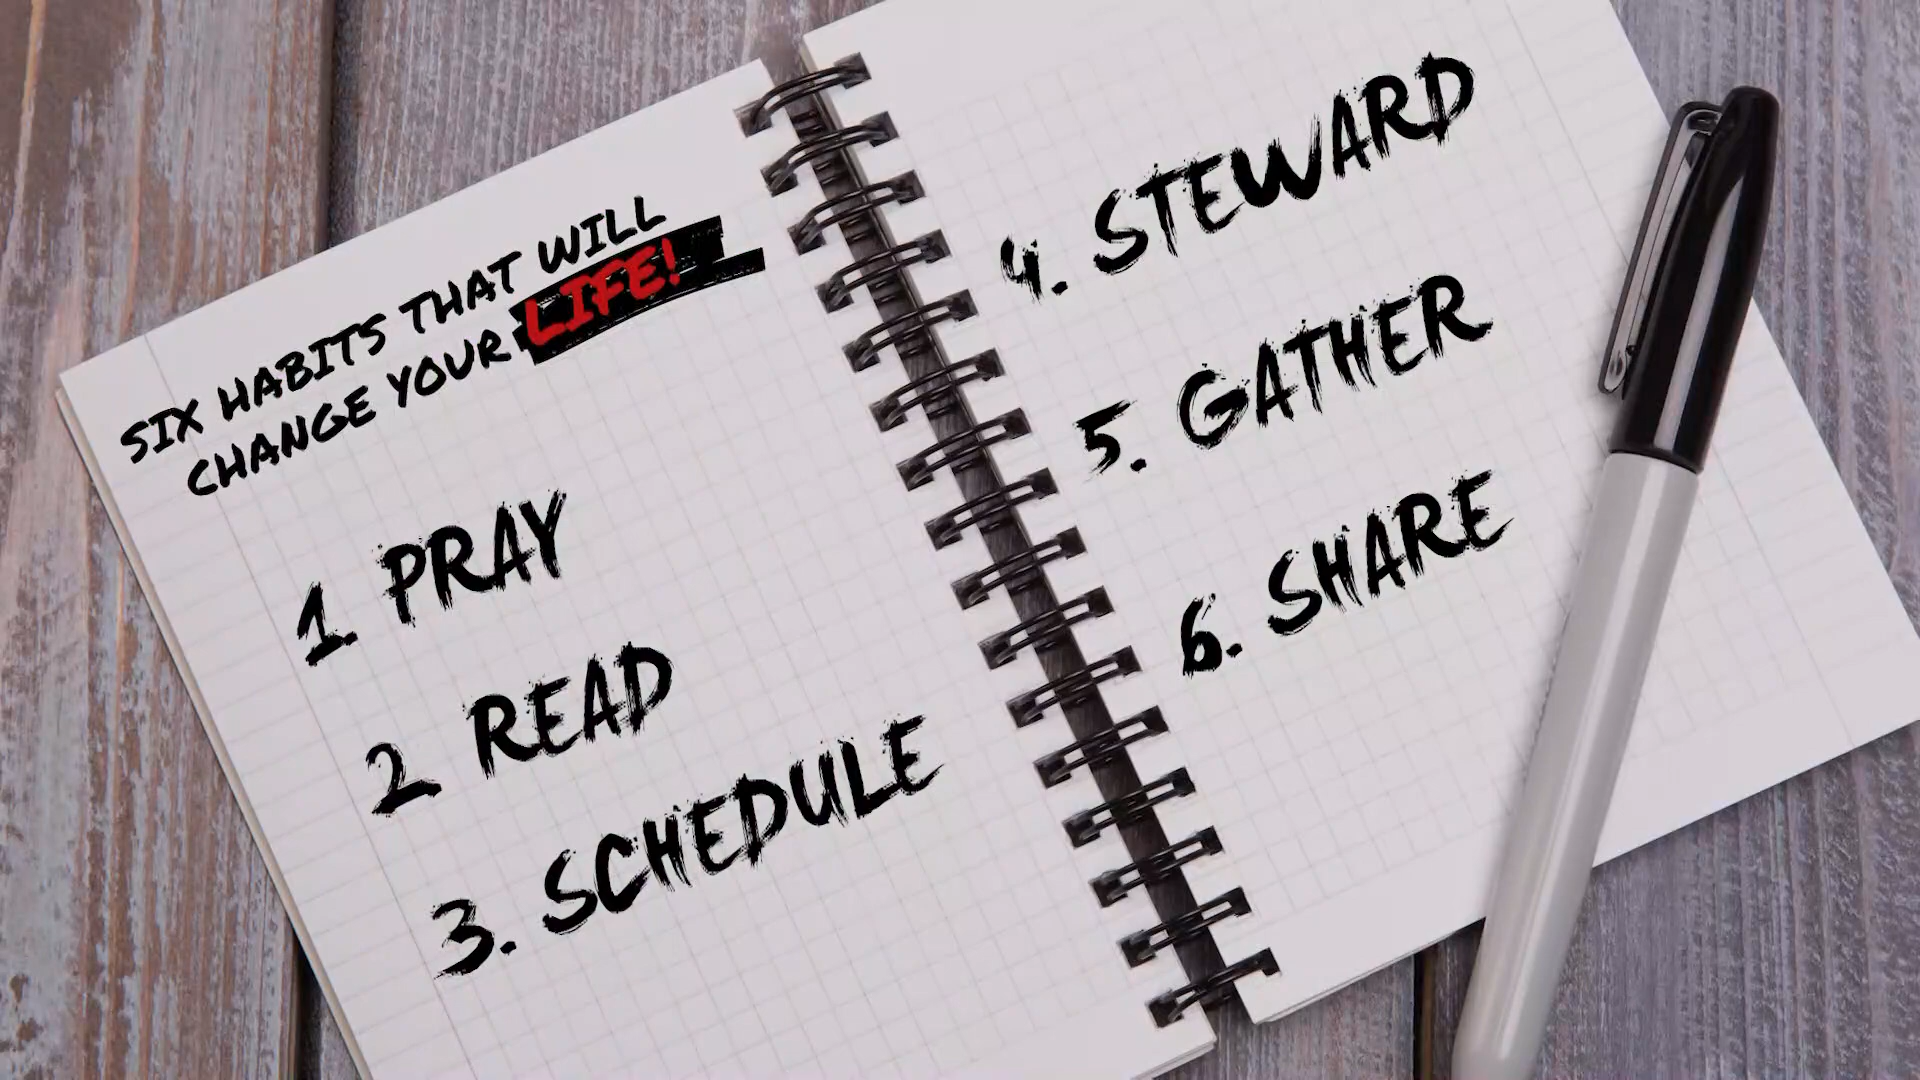 SIX HABITS THAT WILL
CHANGE YOUR LIFE!
1 PRAY
2 READ
3. SCHEDULE
4. STEWARD
5. GATHER
6. SHARE